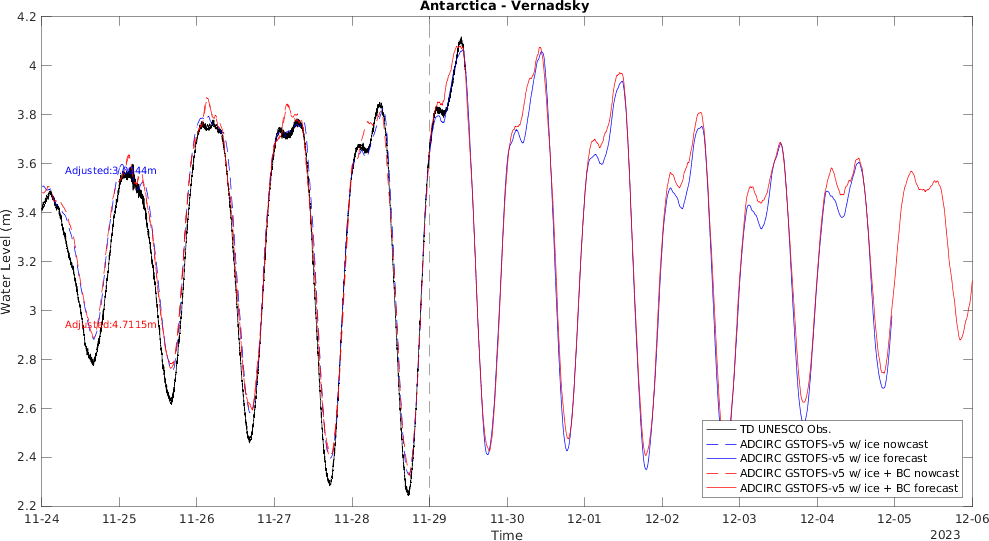 Antarctica - Vernadsky
4.2
4
3.8
3.6
3.4
3.2
3
2.8
2.6
2.4
2.2
Water Level (m)
Adjusted:4.7115m
TD UNESCO Obs.
ADCIRC GSTOFS-v5 w/ ice nowcast
ADCIRC GSTOFS-v5 w/ ice forecast
ADCIRC GSTOFS-v5 w/ ice + BC nowcast
ADCIRC GSTOFS-v5 w/ ice + BC forecast
11-24 11-25 11-26 11-27 11-28 11-29 11-30 12-01 12-02 12-03 12-04 12-05 12-06
Time
2023